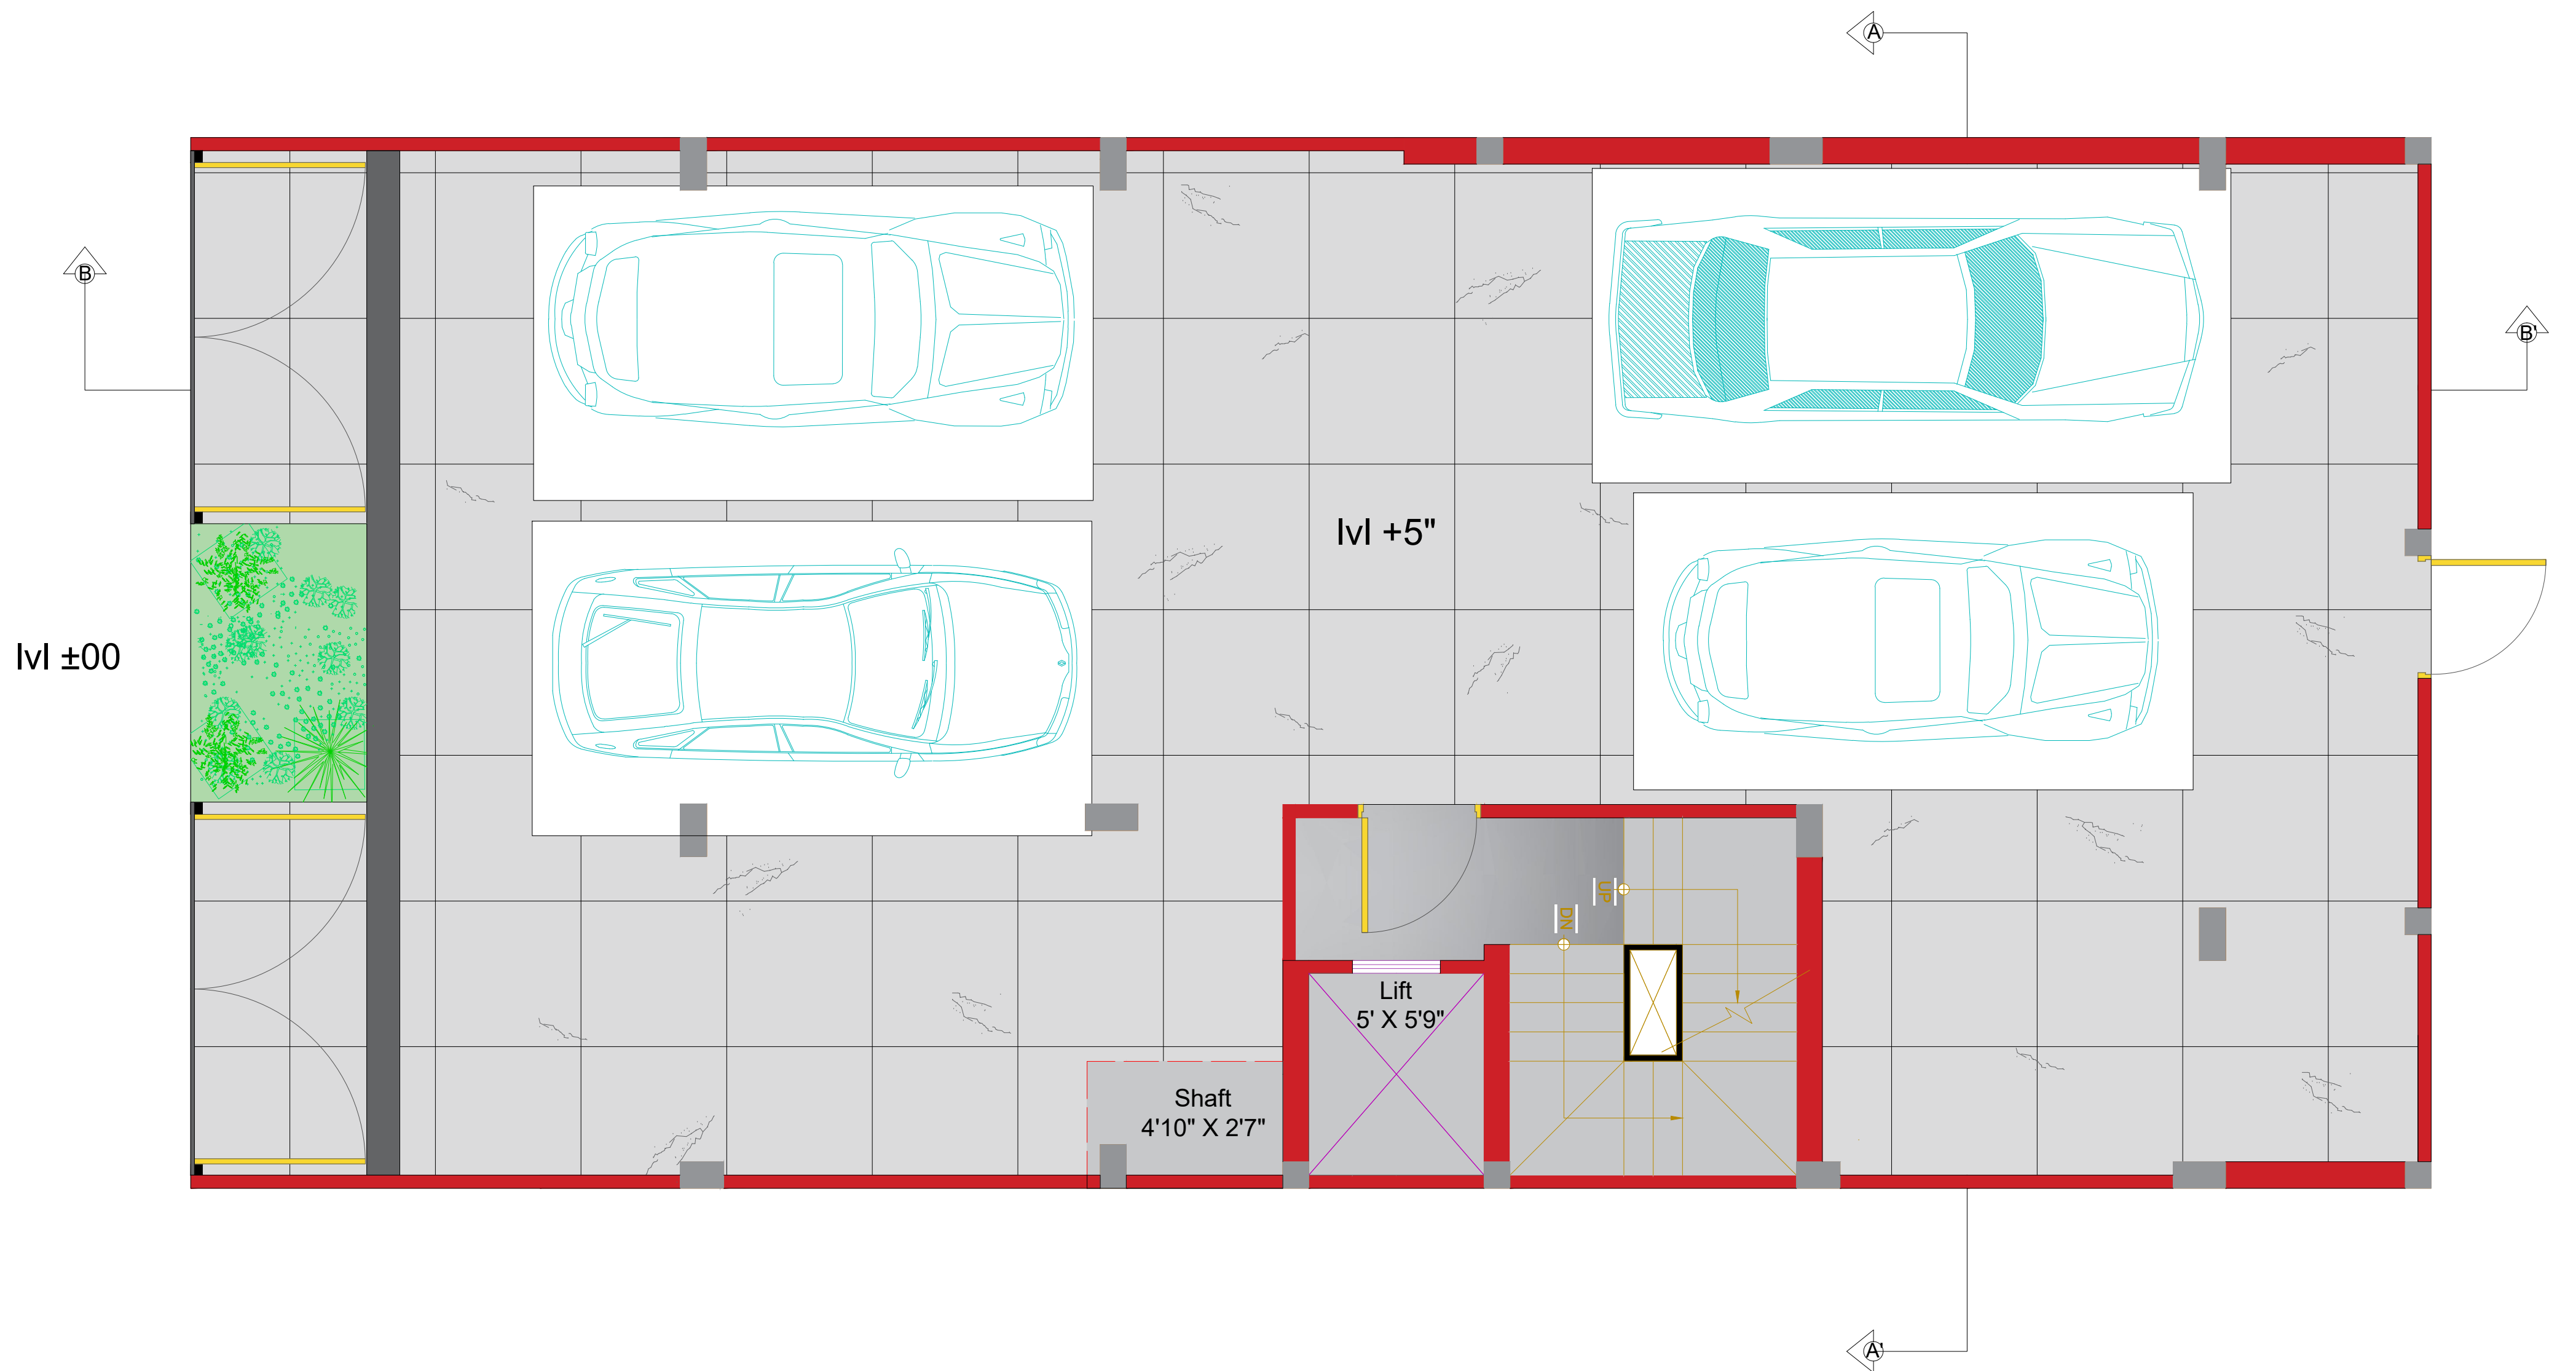 A
B
B'
lvl +5"
lvl ±00
UP
DN
Lift
5' X 5'9"
Shaft
4'10" X 2'7"
A'